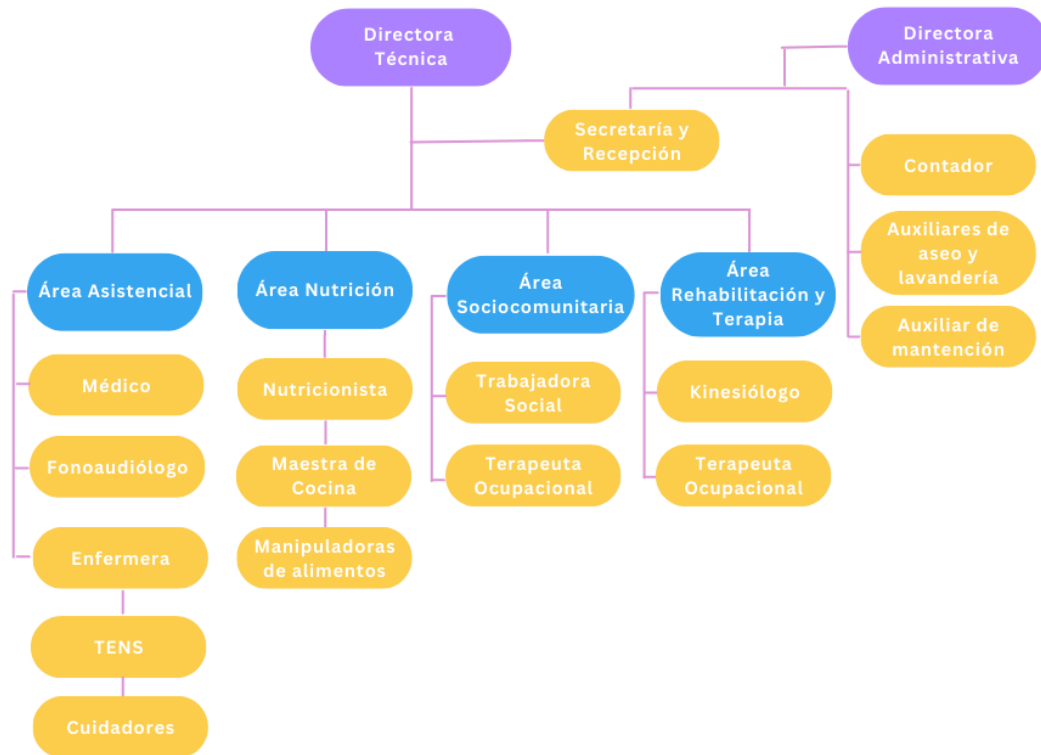 Directora
Técnica
Directora
Administrativa
Secretaría y
Recepción
Contador
Auxiliares de
aseo y
lavandería
Auxiliar de
mantención
Área Asistencial
Médico
Fonoaudiólogo
Enfermera
TENS
Cuidadores
Área Nutrición
Nutricionista
Maestra de
Cocina
Manipuladoras
de alimentos
Área
Sociocomunitaria
Trabajadora
Social
Terapeuta
Ocupacional
Área
Rehabilitación y
Terapia
Kinesiólogo
Terapeuta
Ocupacional